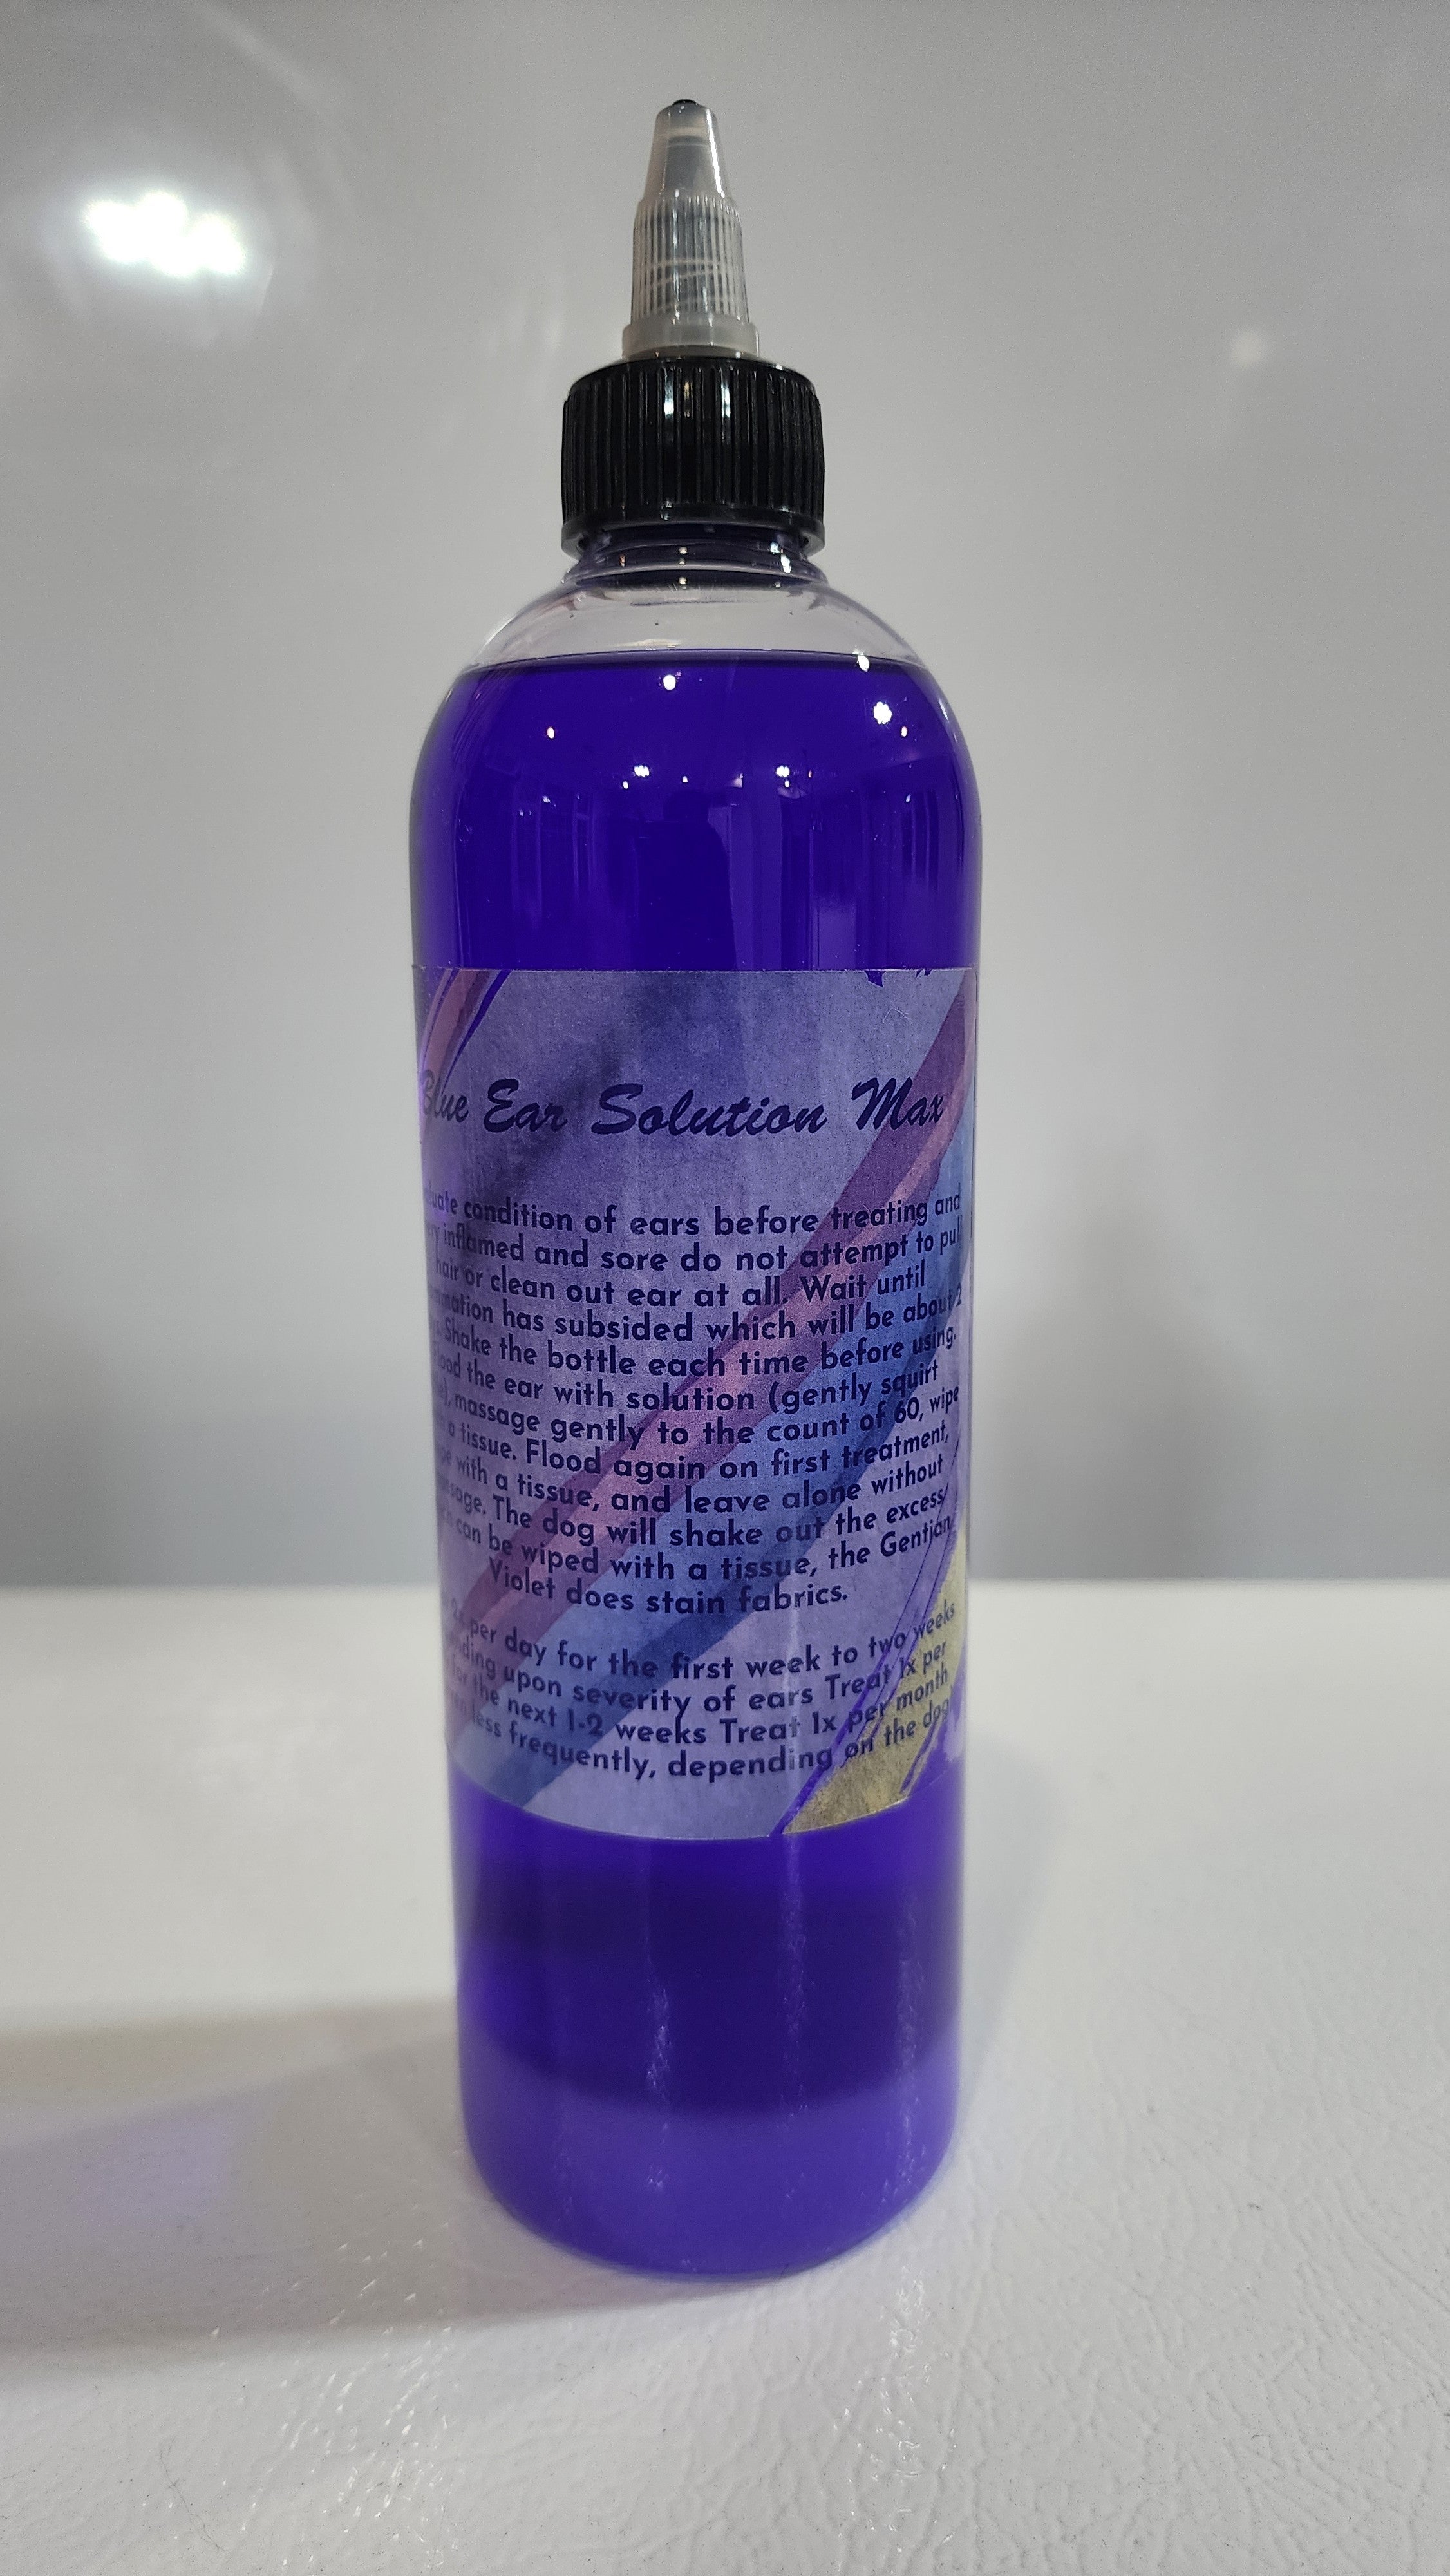 Blue Ear Solution Max
condition of ears before treating and
inflamed and sore do not attempt to pull
hair or clean out ear at all. Wait until
has subsided which will be about 2
Shake the bottle each time before using.
the ear with solution (gently squirt
massage gently to the count of 60, wipe
a tissue. Flood again on first treatment,
with a tissue, and leave alone without
The dog will shake out the excess
can be wiped with a tissue, the Gentian
Violet does stain fabrics.
2x per day for the first week to two weeks
upon severity of ears Treat 1x per
for the next 1-2 weeks Treat 1x per month
less frequently, depending on the dog